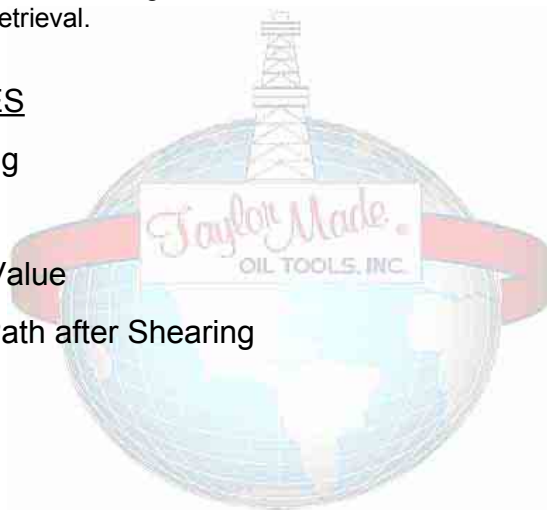 etrieval.
ES
g
Taylor Made
OIL TOOLS, INC.
Value
ath after Shearing